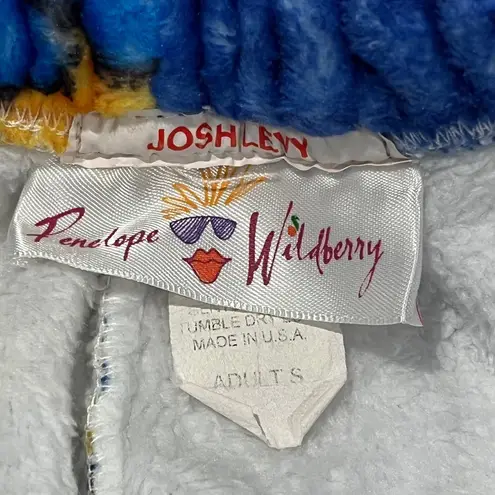 JOSH LEVY
Penelope Wildberry
TUMBLE DRY
MADE IN U.S.A.
ADULT S